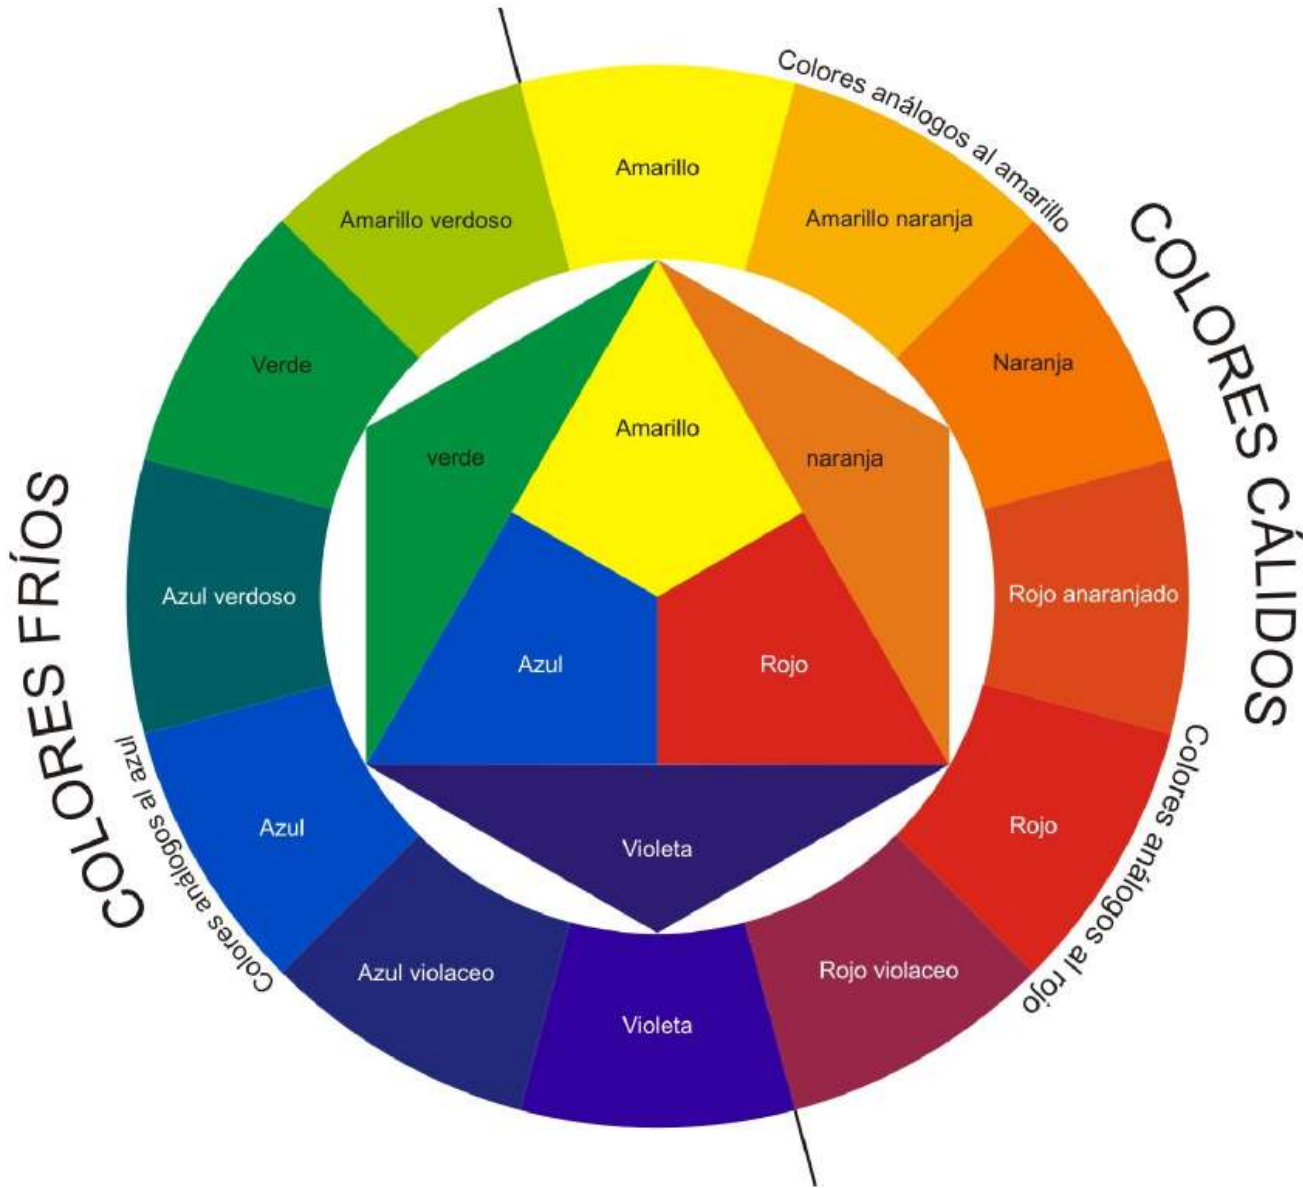 Colores análogos al amarillo
Amarillo
Amarillo verdoso
Amarillo naranja
COLORES CÁLIDOS
Verde
Naranja
Amarillo
verde
naranja
COLORES FRÍOS
Azul verdoso
Rojo anaranjado
Azul
Rojo
Colores análogos al azul
Colores análogos al rojo
Azul
Rojo
Violeta
Azul violaceo
Rojo violaceo
Violeta